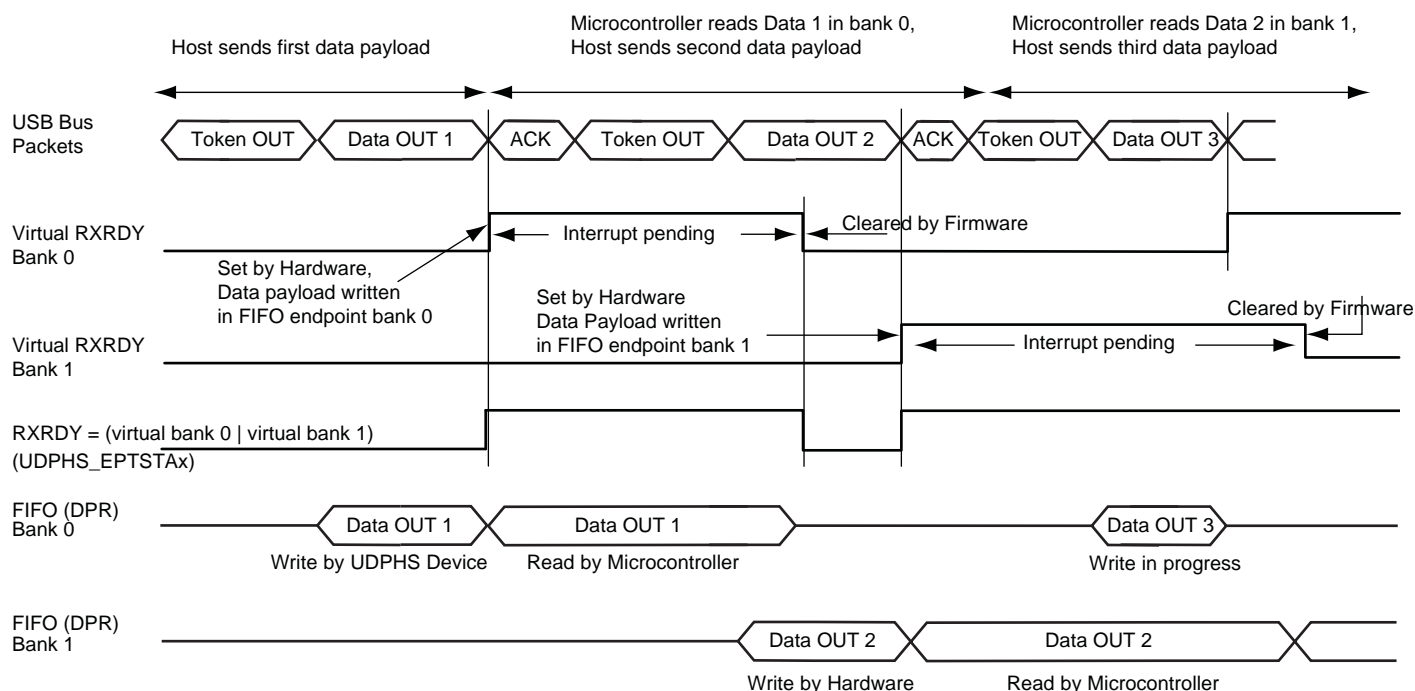 Host sends first data payload
Microcontroller reads Data 1 in bank 0,
Host sends second data payload
Microcontroller reads Data 2 in bank 1,
Host sends third data payload
USB Bus
Packets
Token OUT
Data OUT 1
ACK
Token OUT
Data OUT 2
ACK
Token OUT
Data OUT 3
Virtual RXRDY
Bank 0
Interrupt pending
Cleared by Firmware
Set by Hardware,
Data payload written
in FIFO endpoint bank 0
Set by Hardware
Data Payload written
in FIFO endpoint bank 1
Cleared by Firmware
Virtual RXRDY
Bank 1
Interrupt pending
RXRDY = (virtual bank 0 | virtual bank 1)
(UDPHS_EPTSTAx)
FIFO (DPR)
Bank 0
Data OUT 1
Data OUT 1
Data OUT 3
Write by UDPHS Device
Read by Microcontroller
Write in progress
FIFO (DPR)
Bank 1
Data OUT 2
Data OUT 2
Write by Hardware
Read by Microcontroller